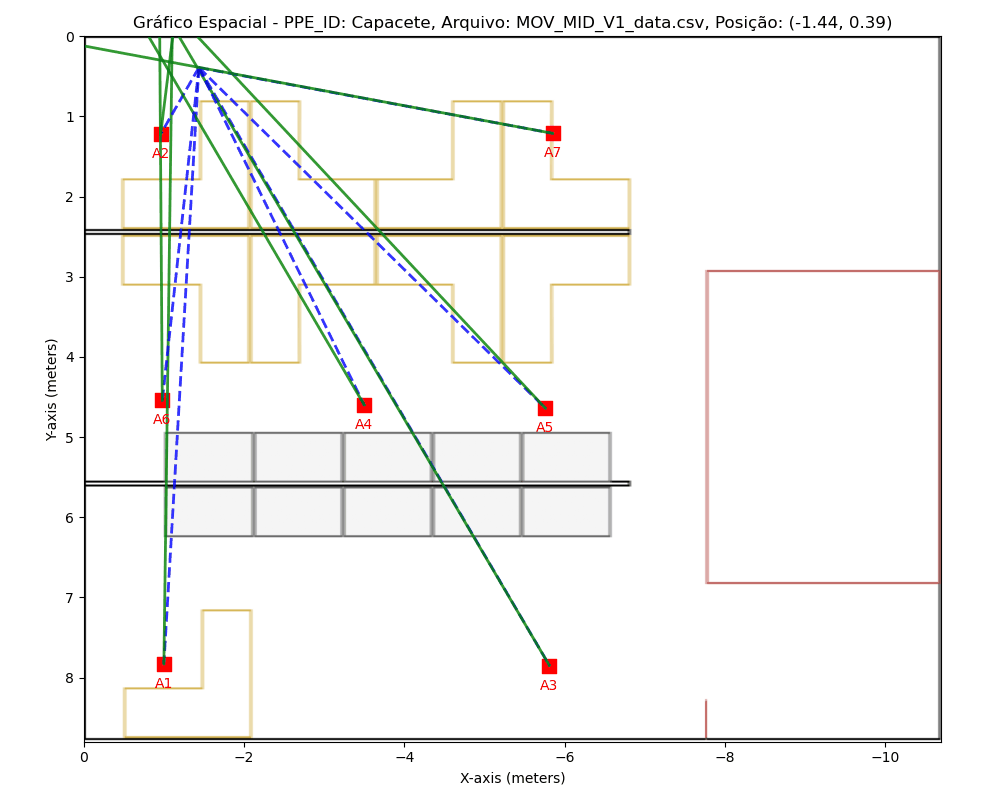 Gráfico Espacial - PPE_ID: Capacete, Arquivo: MOV_MID_V1_data.csv, Posição: (-1.44, 0.39)
0
1
A2
A7
2
3
4
A6
A4
A5
5
6
7
8
A1
A3
Y-axis (meters)
0
−2
−4
−6
−8
−10
X-axis (meters)